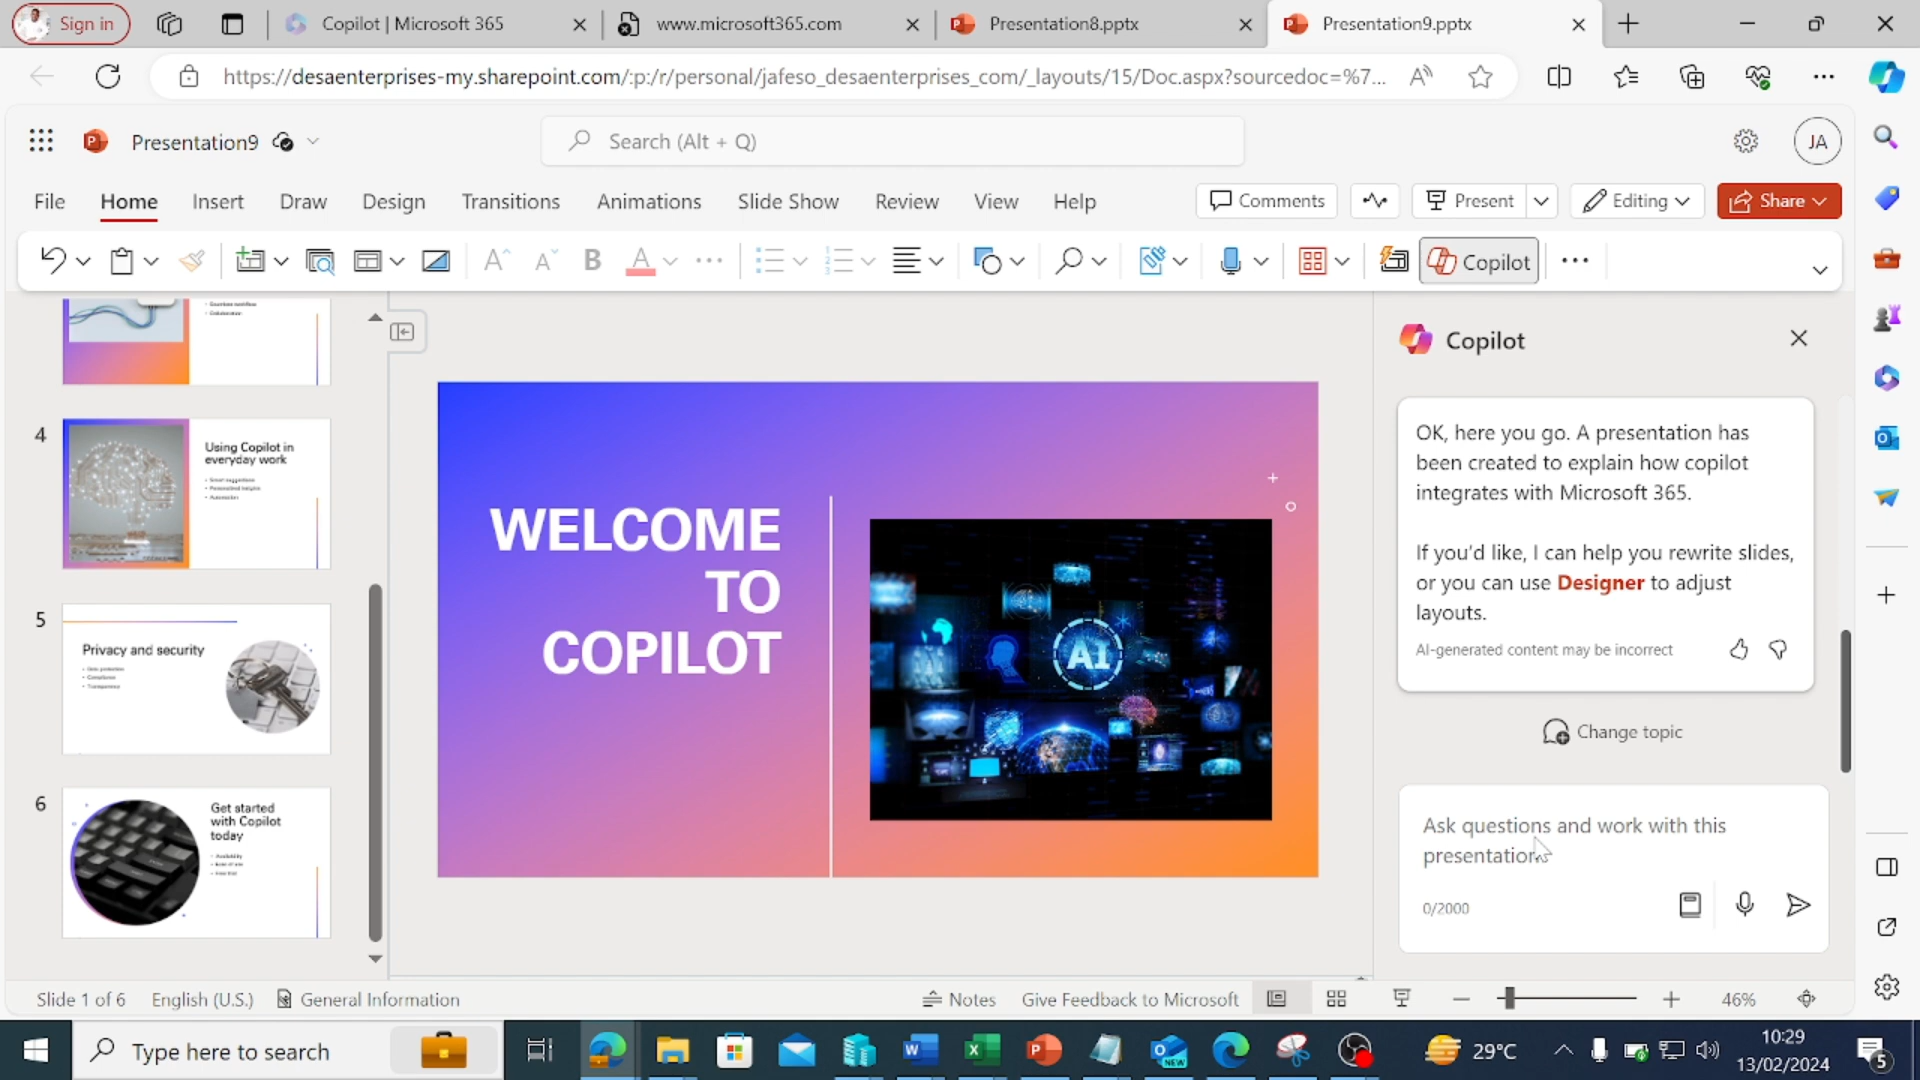 Sign in
Copilot | Microsoft 365
www.microsoft365.com
Presentation8.pptx
Presentation9.pptx
https://desaenterprises-my.sharepoint.com/:p:/r/personal/jafeso_desaenterprises_com/_layouts/15/Doc.aspx?sourcedoc=%7...
Presentation9
Search (Alt + Q)
JA
File
Home
Insert
Draw
Design
Transitions
Animations
Slide Show
Review
View
Help
Comments
Present
Editing
Share
Copilot
4
Using Copilot in
everyday work
5
Privacy and security
6
Get started
with Copilot
today
WELCOME
TO
COPILOT
AI
Copilot
OK, here you go. A presentation has
been created to explain how copilot
integrates with Microsoft 365.
If you'd like, I can help you rewrite slides,
or you can use Designer to adjust
layouts.
AI-generated content may be incorrect
Change topic
Ask questions and work with this
presentation
0/2000
Slide 1 of 6
English (U.S.)
General Information
Notes
Give Feedback to Microsoft
46%
Type here to search
29°C
10:29
13/02/2024
5